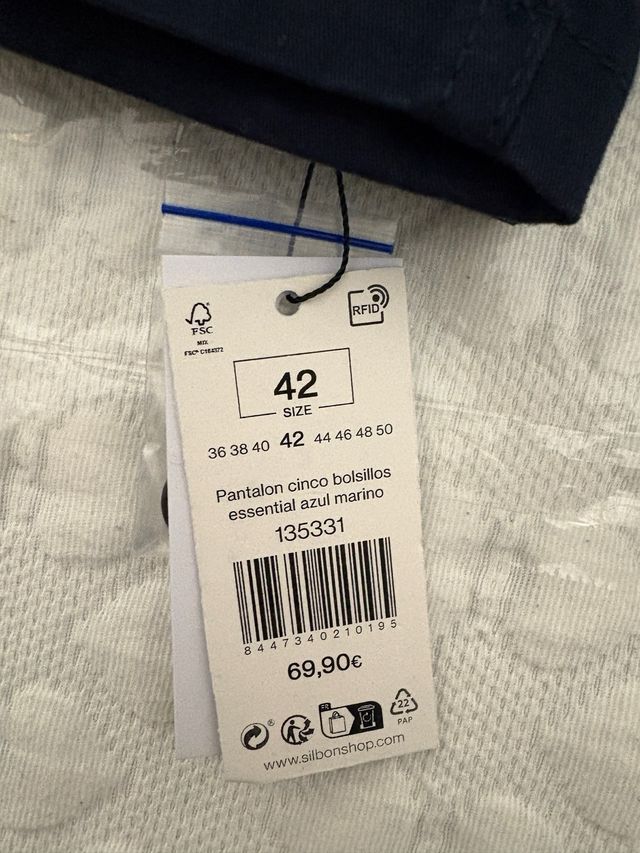 FSC
MIX
FSC® C184372
RFID
42
SIZE
36 38 40 42 44 46 48 50
Pantalon cinco bolsillos
essential azul marino
135331
8447340210195
69,90€
®
FR
22
PAP
www.silbonshop.com